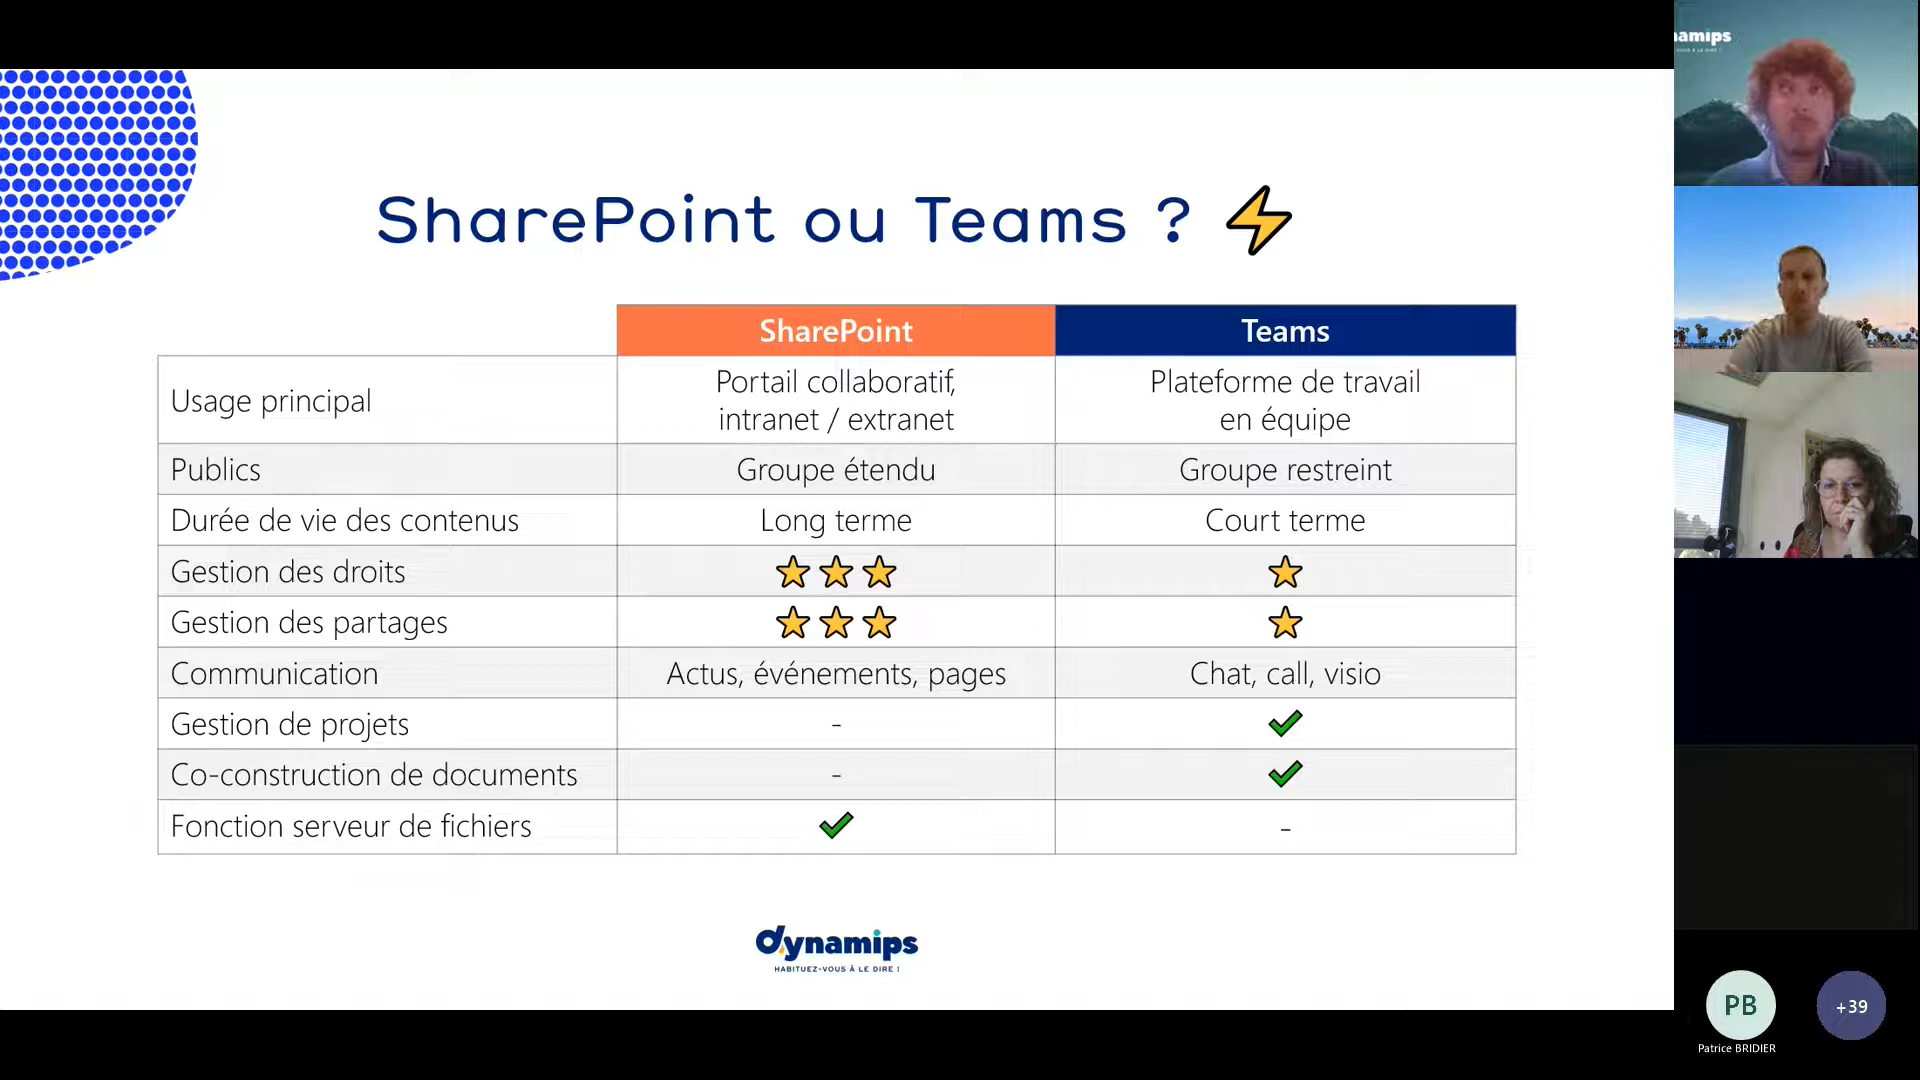 SharePoint ou Teams ?
SharePoint Teams
Usage principal
Portail collaboratif,
intranet / extranet
Plateforme de travail
en équipe
Publics Groupe étendu Groupe restreint
Durée de vie des contenus Long terme Court terme
Gestion des droits
Gestion des partages
Communication Actus, événements, pages Chat, call, visio
Gestion de projets -
Co-construction de documents -
Fonction serveur de fichiers -
dynamips
HABITUEZ-VOUS À LE DIRE !
PB
Patrice BRIDIER
+39